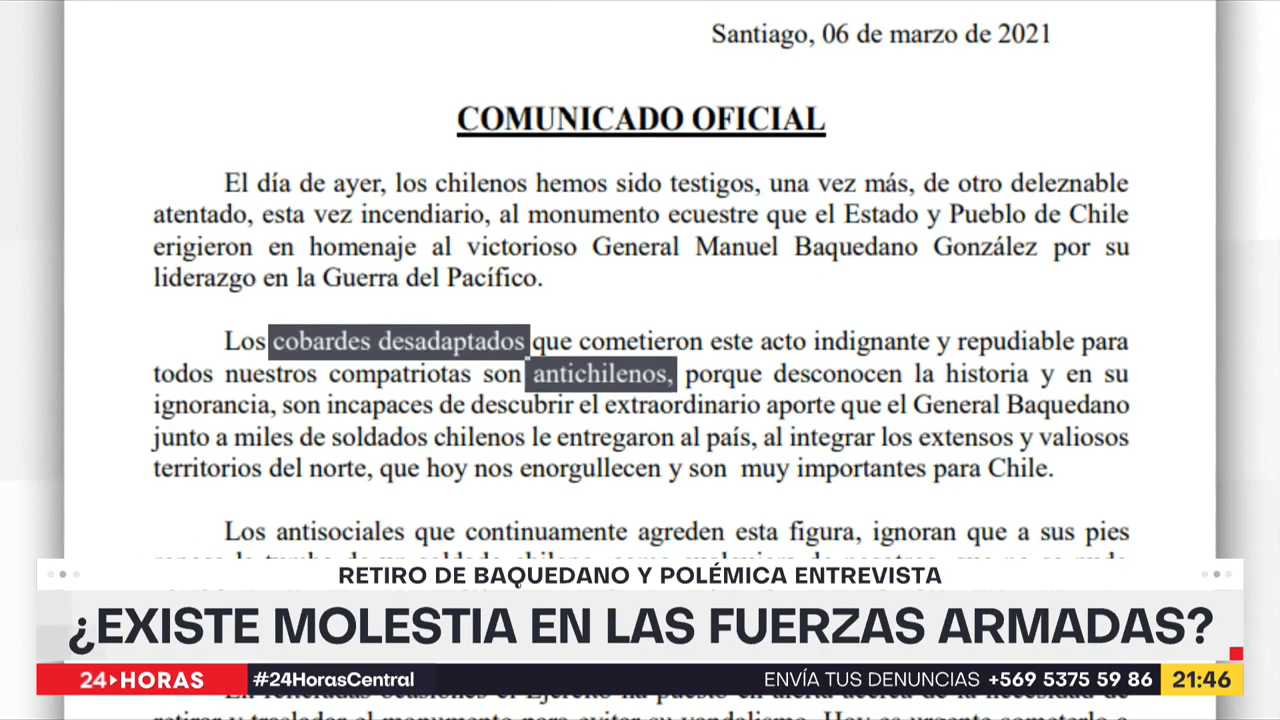 Santiago, 06 de marzo de 2021
COMUNICADO OFICIAL
El día de ayer, los chilenos hemos sido testigos, una vez más, de otro deleznable
atentado, esta vez incendiario, al monumento ecuestre que el Estado y Pueblo de Chile
erigieron en homenaje al victorioso General Manuel Baquedano González por su
liderazgo en la Guerra del Pacífico.
Los cobardes desadaptados que cometieron este acto indignante y repudiable para
todos nuestros compatriotas son antichilenos, porque desconocen la historia y en su
ignorancia, son incapaces de descubrir el extraordinario aporte que el General Baquedano
junto a miles de soldados chilenos le entregaron al país, al integrar los extensos y valiosos
territorios del norte, que hoy nos enorgullecen y son muy importantes para Chile.
Los antisociales que continuamente agreden esta figura, ignoran que a sus pies
RETIRO DE BAQUEDANO Y POLÉMICA ENTREVISTA
¿EXISTE MOLESTIA EN LAS FUERZAS ARMADAS?
24 HORAS #24HorasCentral ENVÍA TUS DENUNCIAS +569 5375 59 86 21:46